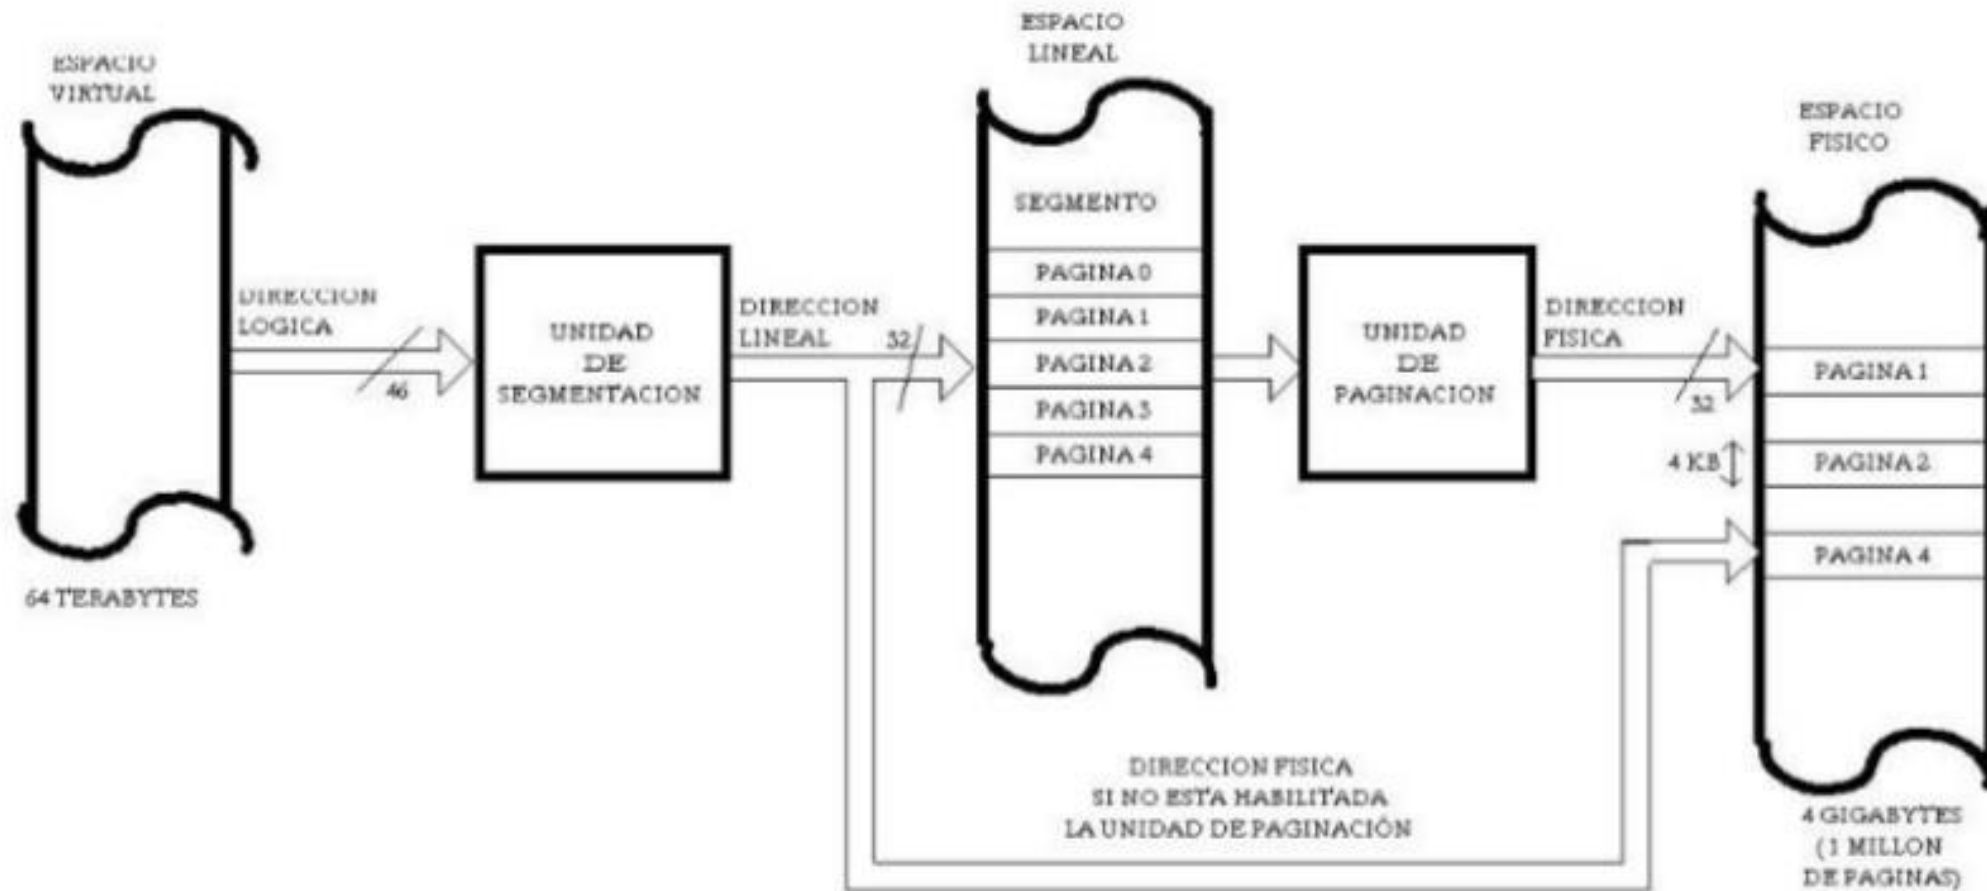 ESPACIO
VIRTUAL
64 TERABYTES
DIRECCION
LOGICA
46
UNIDAD
DE
SEGMENTACION
DIRECCION
LINEAL
32
ESPACIO
LINEAL
SEGMENTO
PAGINA 0
PAGINA 1
PAGINA 2
PAGINA 3
PAGINA 4
UNIDAD
DE
PAGINACION
DIRECCION
FISICA
32
ESPACIO
FISICO
PAGINA 1
4 KB
PAGINA 2
PAGINA 4
DIRECCION FISICA
SI NO ESTA HABILITADA
LA UNIDAD DE PAGINACIÓN
4 GIGABYTES
(1 MILLON
DE PAGINAS)